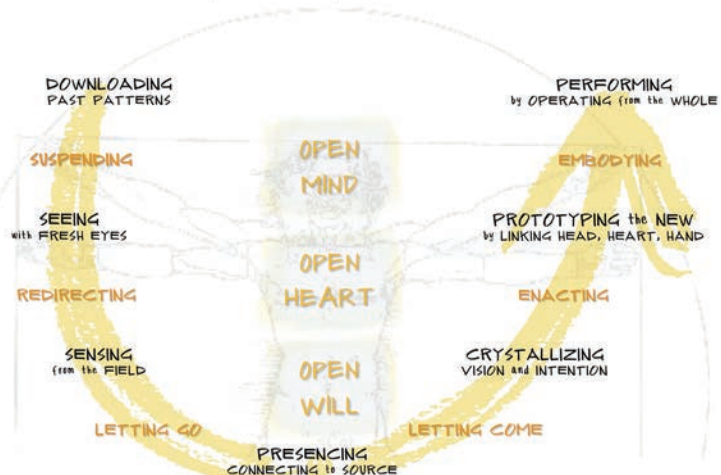 DOWNLOADING
PAST PATTERNS
SUSPENDING
SEEING
with FRESH EYES
REDIRECTING
SENSING
from the FIELD
LETTING GO
PRESENCING
CONNECTING to SOURCE
OPEN
MIND
OPEN
HEART
OPEN
WILL
PERFORMING
by OPERATING from the WHOLE
EMBODYING
PROTOTYPING the NEW
by LINKING HEAD, HEART, HAND
ENACTING
CRYSTALLIZING
VISION and INTENTION
LETTING COME